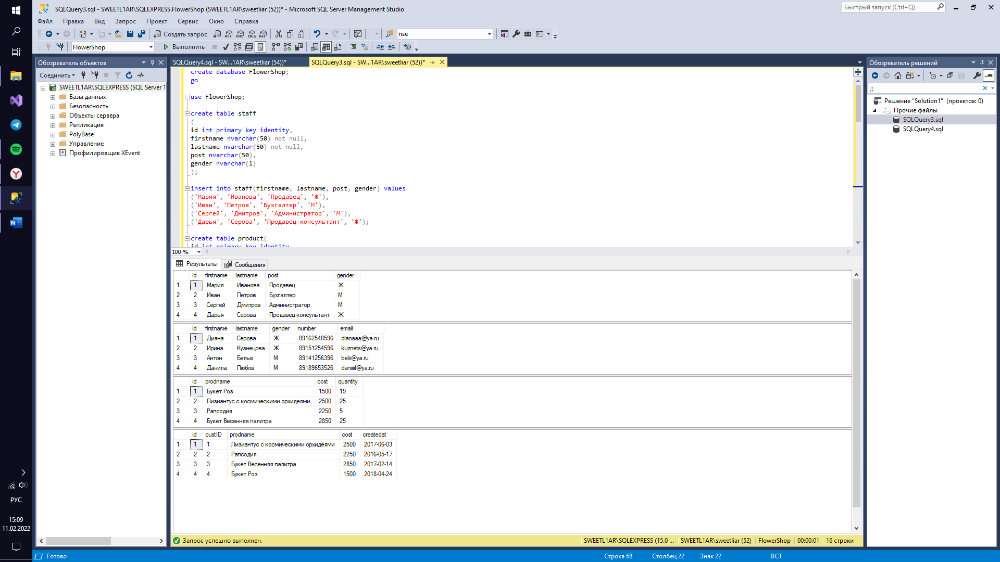 SQLQuery3.sql - SWEETL1AR\SQLEXPRESS.FlowerShop (SWEETL1AR\sweetliar (52))* - Microsoft SQL Server Management Studio
Быстрый запуск (Ctrl+Q)
Файл Правка Вид Запрос Проект Сервис Окно Справка
Создать запрос MDX DMX XMLA DAX nse
FlowerShop Выполнить
Обозреватель объектов
Соединить
SWEETL1AR\SQLEXPRESS (SQL Server 1
Базы данных
Безопасность
Объекты сервера
Репликация
PolyBase
Управление
Профилировщик XEvent
SQLQuery4.sql - SW...1AR\sweetliar (54))* SQLQuery3.sql - SW...1AR\sweetliar (52))*
create database FlowerShop;
go
use FlowerShop;
create table staff
(
id int primary key identity,
firstname nvarchar(50) not null,
lastname nvarchar(50) not null,
post nvarchar(50),
gender nvarchar(1)
);
insert into staff(firstname, lastname, post, gender) values
('Мария', 'Иванова', 'Продавец', 'Ж'),
('Иван', 'Петров', 'Бухгалтер', 'М'),
('Сергей', 'Дмитров', 'Администратор', 'М'),
('Дарья', 'Серова', 'Продавец-консультант', 'Ж');
create table product(
id int primary key identity
100 %
Результаты Сообщения
id firstname lastname post gender
1 1 Мария Иванова Продавец Ж
2 2 Иван Петров Бухгалтер М
3 3 Сергей Дмитров Администратор М
4 4 Дарья Серова Продавец-консультант Ж
id firstname lastname gender number email
1 1 Диана Серова Ж 89162548596 dianaaa@ya.ru
2 2 Ирина Кузнецова Ж 89151254596 kuznets@ya.ru
3 3 Антон Белых М 89141256396 belii@ya.ru
4 4 Данила Любов М 89189653526 daniiiil@ya.ru
id prodname cost quantity
1 1 Букет Роз 1500 19
2 2 Лизиантус с космическими орхидеями 2500 25
3 3 Рапсодия 2250 5
4 4 Букет Весенняя палитра 2850 25
id custID prodname cost createdat
1 1 1 Лизиантус с космическими орхидеями 2500 2017-06-03
2 2 2 Рапсодия 2250 2016-05-17
3 3 3 Букет Весенняя палитра 2850 2017-02-14
4 4 4 Букет Роз 1500 2018-04-24
Запрос успешно выполнен. SWEETL1AR\SQLEXPRESS (15.0 ... SWEETL1AR\sweetliar (52) FlowerShop 00:00:01 16 строки
Обозреватель решений
;;
Решение "Solution1" (проектов: 0)
Прочие файлы
SQLQuery3.sql
SQLQuery4.sql
Готово Строка 68 Столбец 22 Знак 22 ВСТ
РУС
15:09
11.02.2022